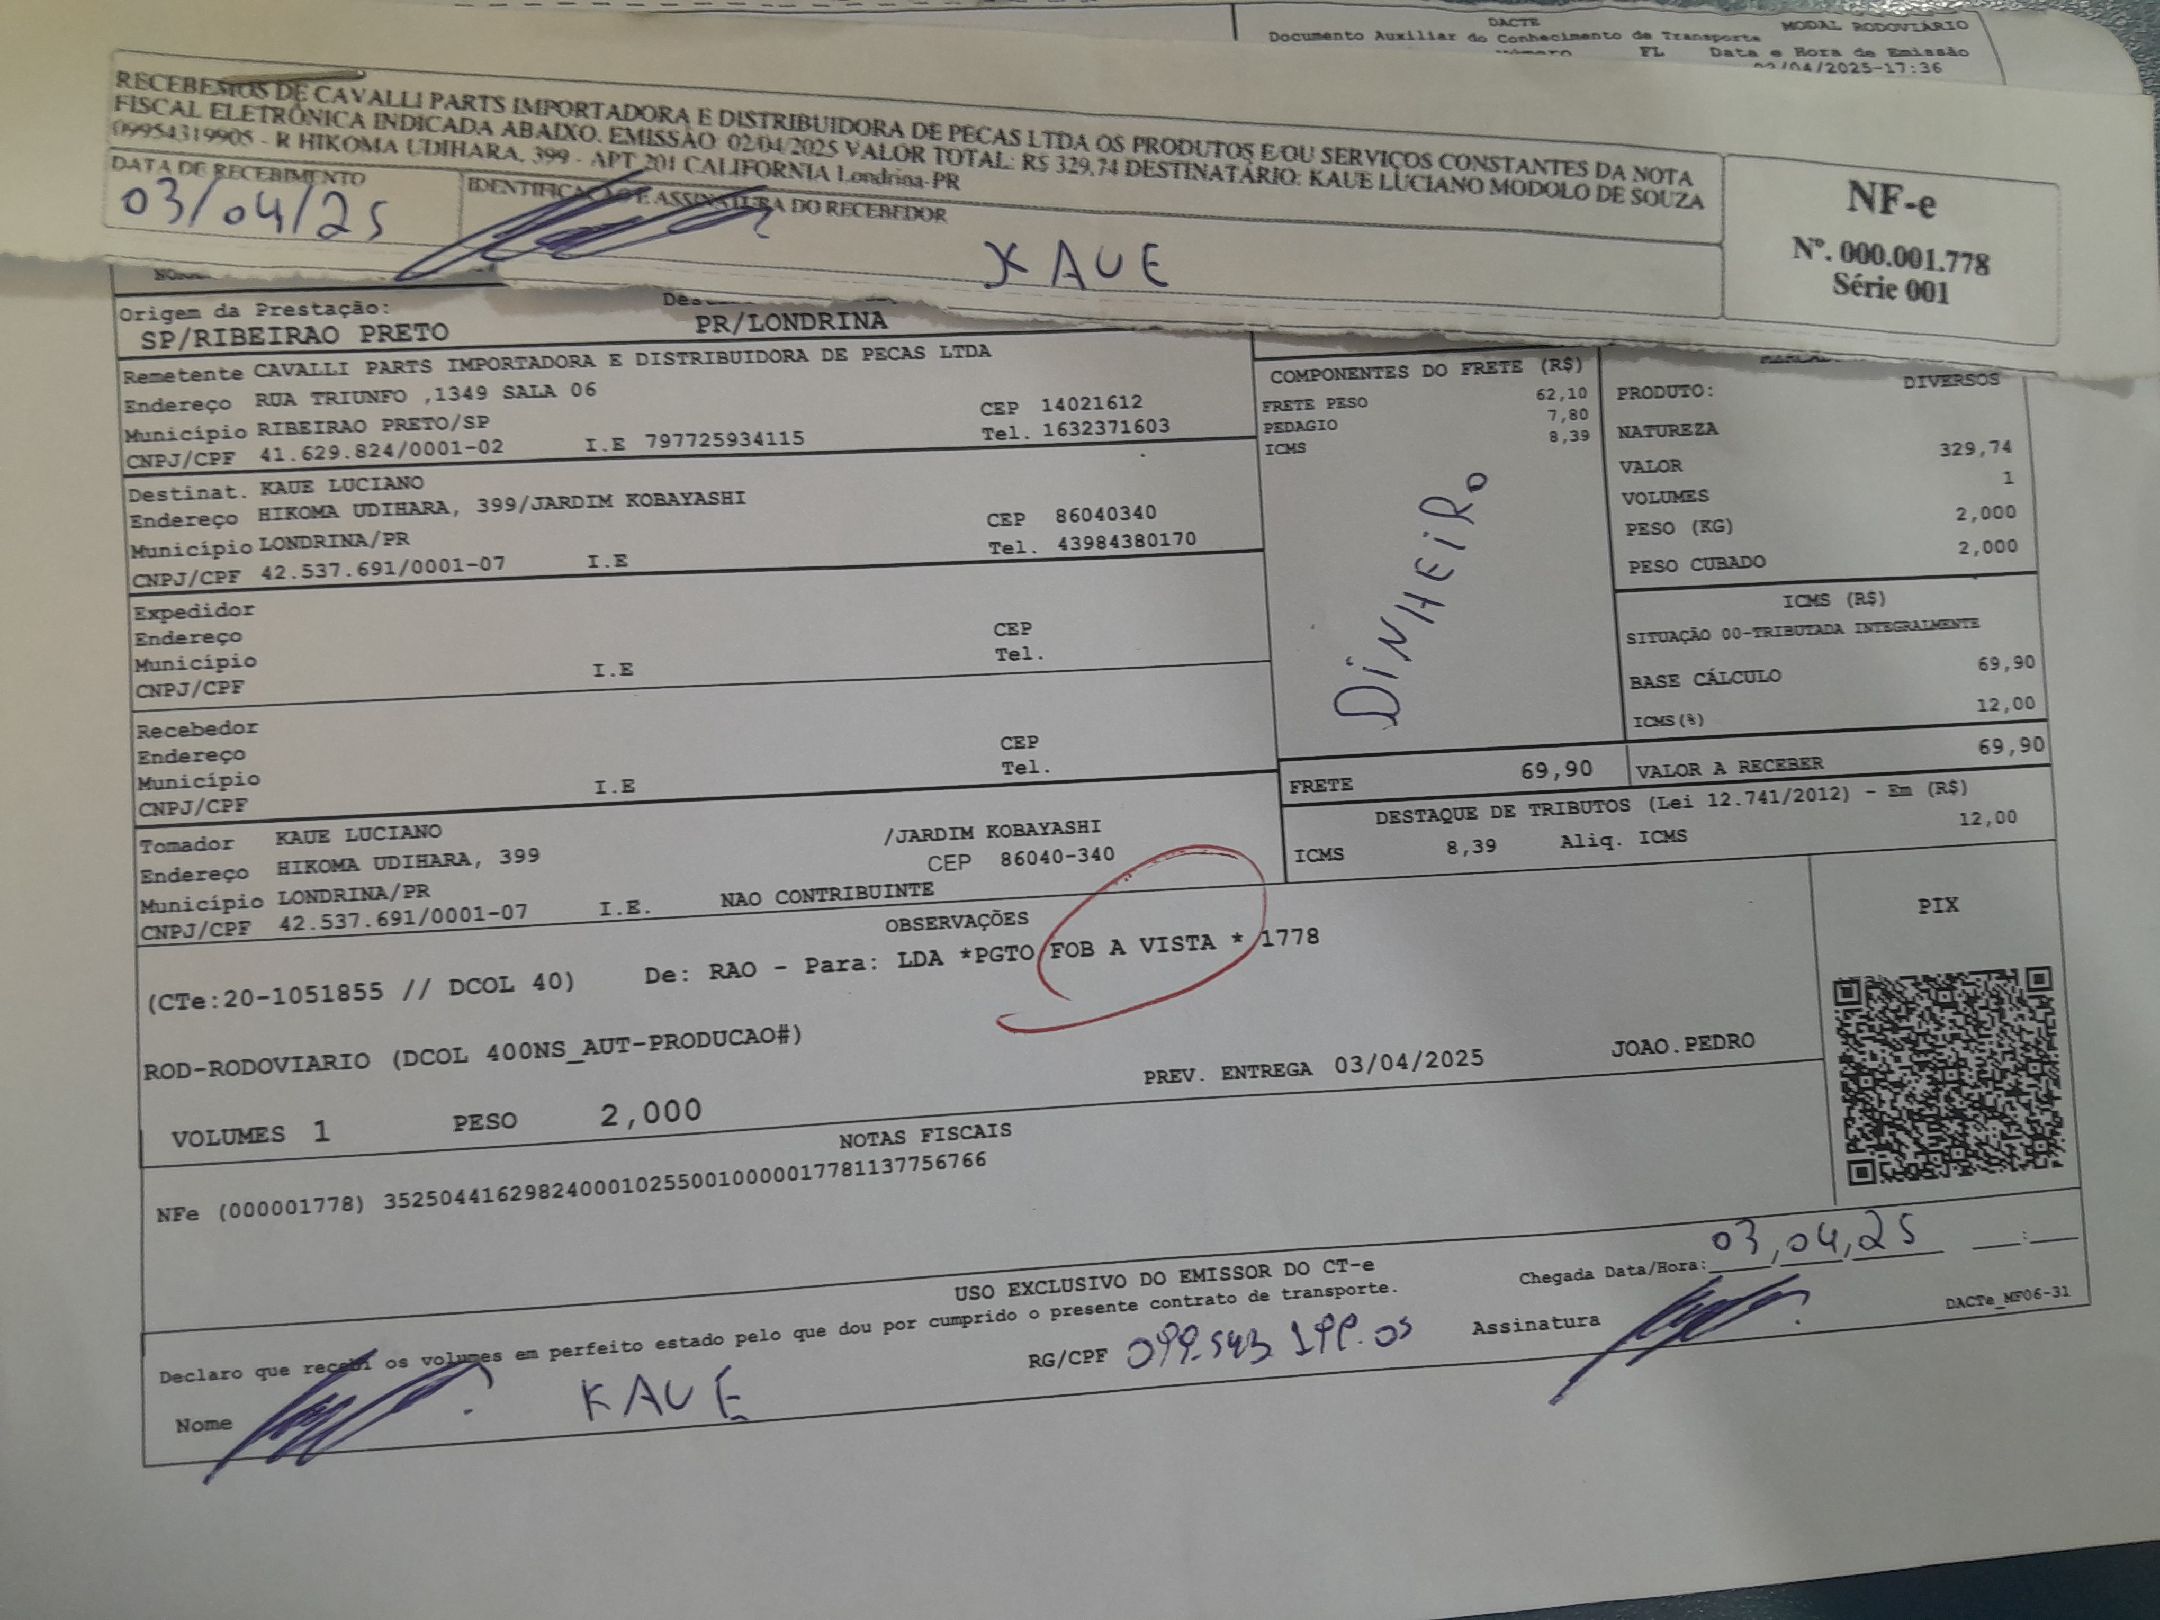 DACTE
MODAL RODOVIÁRIO
Documento Auxiliar do Conhecimento de Transporte
FL Data e Hora de Emissão
02/04/2025-17:36
RECEBEMOS DE CAVALLI PARTS IMPORTADORA E DISTRIBUIDORA DE PECAS LTDA OS PRODUTOS E/OU SERVIÇOS CONSTANTES DA NOTA
FISCAL ELETRÔNICA INDICADA ABAIXO. EMISSÃO: 02/04/2025 VALOR TOTAL: R$ 329,74 DESTINATÁRIO: KAUE LUCIANO MODOLO DE SOUZA
09954319905 - R HIKOMA UDIHARA, 399 - APT 201 CALIFORNIA Londrina-PR
DATA DE RECEBIMENTO
03/04/25
IDENTIFICAÇÃO E ASSINATURA DO RECEBEDOR
KAUE
NF-e
Nº. 000.001.778
Série 001
Origem da Prestação:
SP/RIBEIRAO PRETO
PR/LONDRINA
Remetente CAVALLI PARTS IMPORTADORA E DISTRIBUIDORA DE PECAS LTDA
Endereço RUA TRIUNFO ,1349 SALA 06
Município RIBEIRAO PRETO/SP CEP 14021612
CNPJ/CPF 41.629.824/0001-02 I.E 797725934115 Tel. 1632371603
Destinat. KAUE LUCIANO
Endereço HIKOMA UDIHARA, 399/JARDIM KOBAYASHI
Município LONDRINA/PR CEP 86040340
CNPJ/CPF 42.537.691/0001-07 I.E Tel. 43984380170
Expedidor
Endereço
Município CEP
CNPJ/CPF I.E Tel.
Recebedor
Endereço
Município CEP
CNPJ/CPF I.E Tel.
Tomador KAUE LUCIANO
Endereço HIKOMA UDIHARA, 399 /JARDIM KOBAYASHI
Município LONDRINA/PR CEP 86040-340
CNPJ/CPF 42.537.691/0001-07 I.E. NAO CONTRIBUINTE
COMPONENTES DO FRETE (R$)
FRETE PESO 62,10
PEDAGIO 7,80
ICMS 8,39
DINHEIRO
FRETE 69,90
PRODUTO: DIVERSOS
NATUREZA
VALOR 329,74
VOLUMES 1
PESO (KG) 2,000
PESO CUBADO 2,000
ICMS (R$)
SITUAÇÃO 00-TRIBUTADA INTEGRALMENTE
BASE CÁLCULO 69,90
ICMS(%) 12,00
VALOR A RECEBER 69,90
DESTAQUE DE TRIBUTOS (Lei 12.741/2012) - Em (R$)
ICMS 8,39 Aliq. ICMS 12,00
OBSERVAÇÕES
(CTe:20-1051855 // DCOL 40) De: RAO - Para: LDA *PGTO FOB A VISTA * 1778
ROD-RODOVIARIO (DCOL 400NS_AUT-PRODUCAO#)
PREV. ENTREGA 03/04/2025 JOAO.PEDRO
VOLUMES 1 PESO 2,000
PIX
NOTAS FISCAIS
NFe (000001778) 35250441629824000102550010000017781137756766
USO EXCLUSIVO DO EMISSOR DO CT-e
Declaro que recebi os volumes em perfeito estado pelo que dou por cumprido o presente contrato de transporte.
Chegada Data/Hora: 03,04,25 __:__
Nome KAUE
RG/CPF 099.543.199.05
Assinatura
DACTe_MF06-31